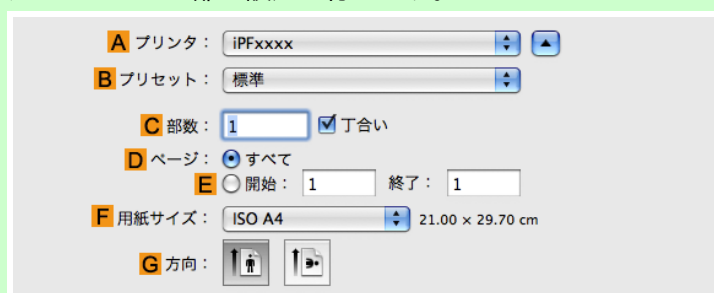 A プリンタ： iPFxxxx
B プリセット： 標準
C 部数： 1 丁合い
D ページ： すべて
E 開始： 1 終了： 1
F 用紙サイズ： ISO A4 21.00 × 29.70 cm
G 方向：